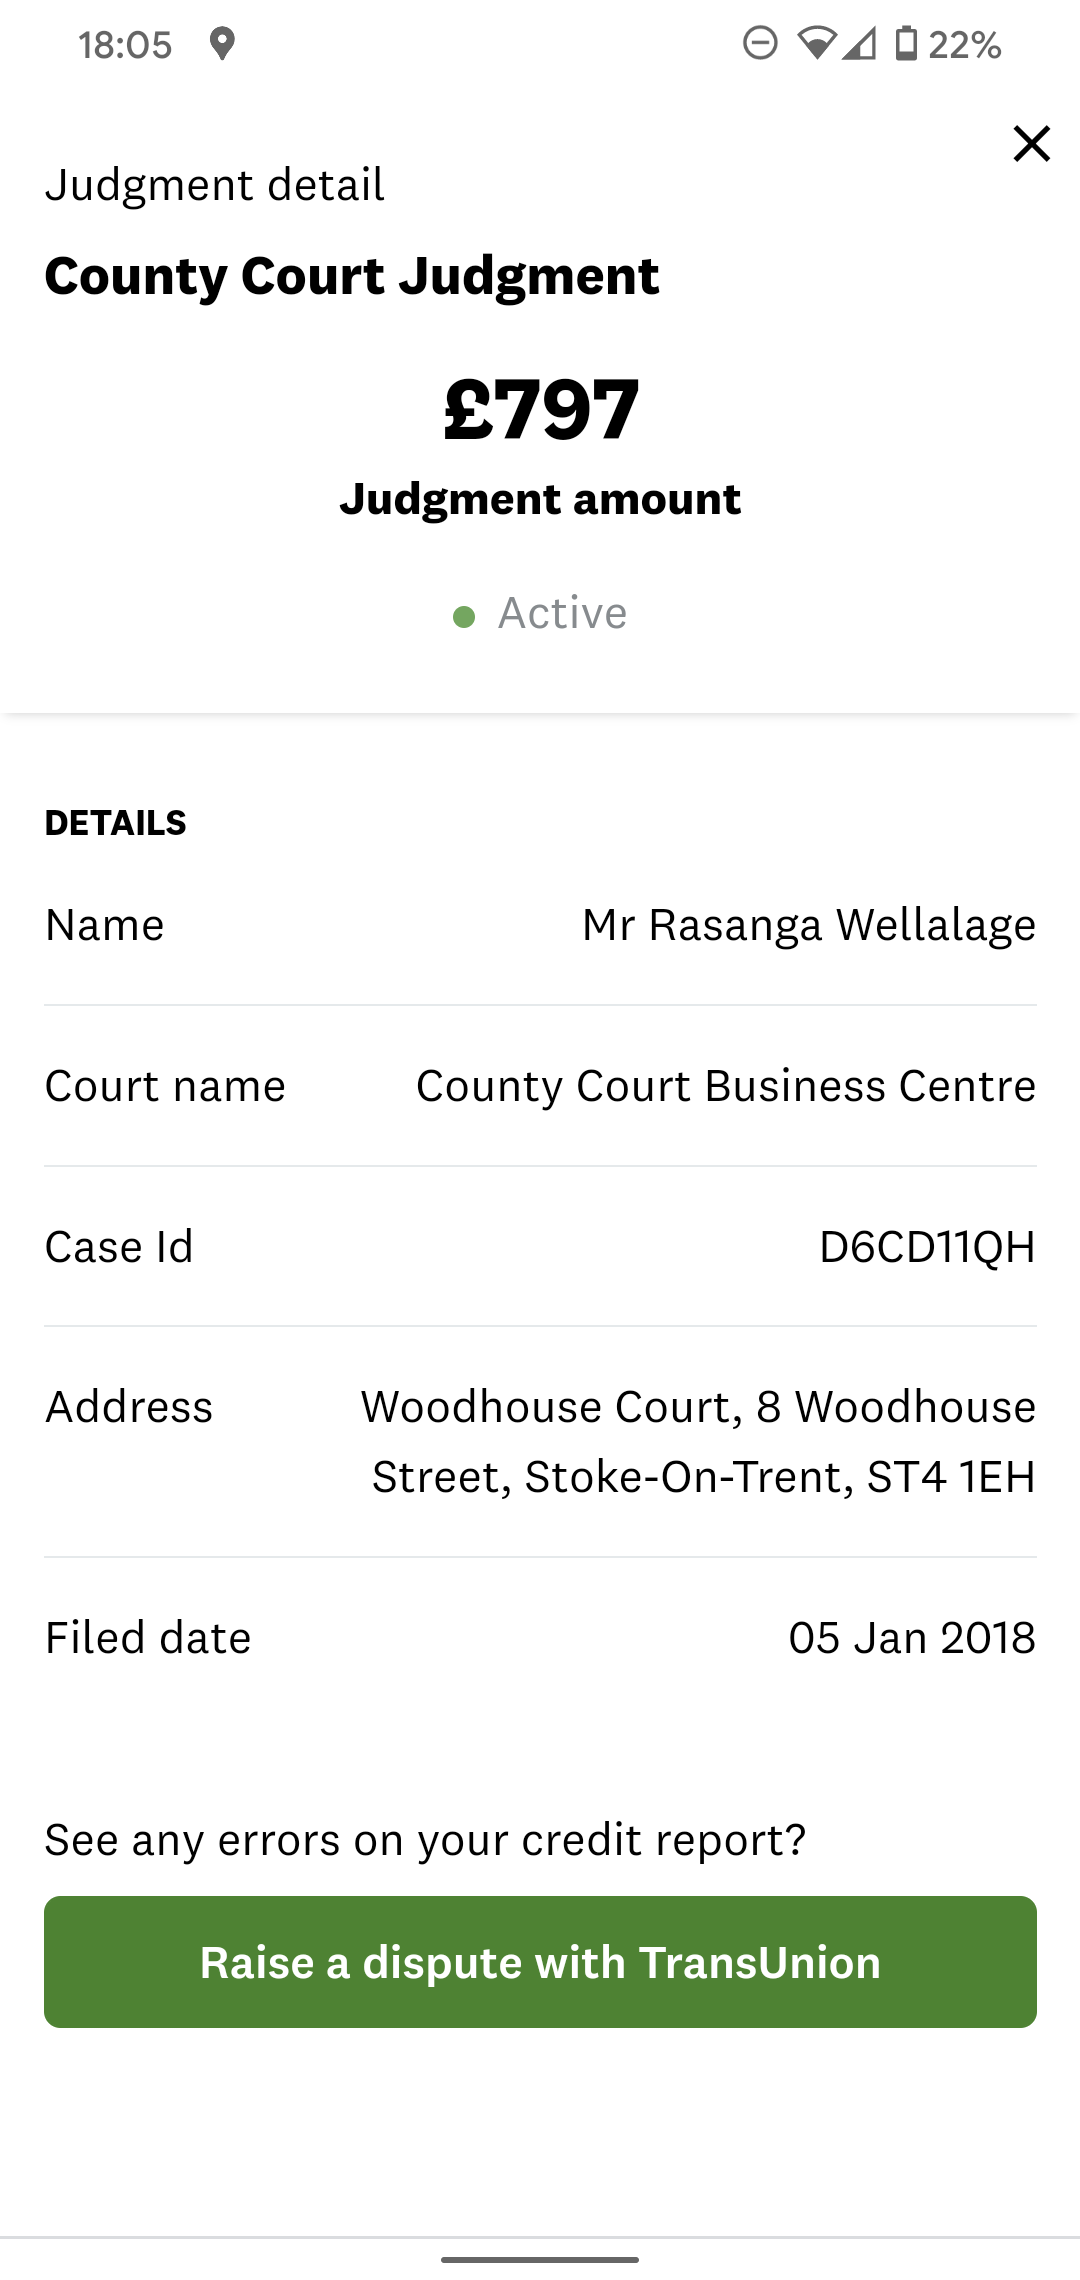 18:05 22%
Judgment detail
County Court Judgment
£797
Judgment amount
Active
DETAILS
Name Mr Rasanga Wellalage
Court name County Court Business Centre
Case Id D6CD11QH
Address Woodhouse Court, 8 Woodhouse
Street, Stoke-On-Trent, ST4 1EH
Filed date 05 Jan 2018
See any errors on your credit report?
Raise a dispute with TransUnion